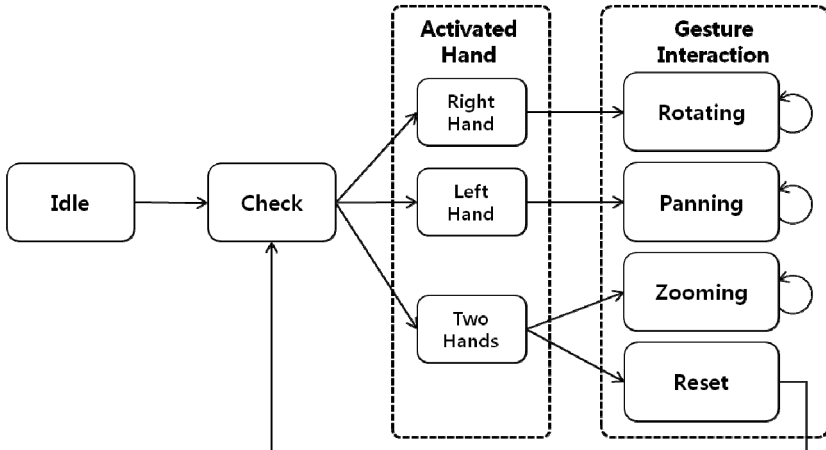 Activated
Hand
Gesture
Interaction
Right
Hand
Rotating
Idle
Check
Left
Hand
Panning
Two
Hands
Zooming
Reset